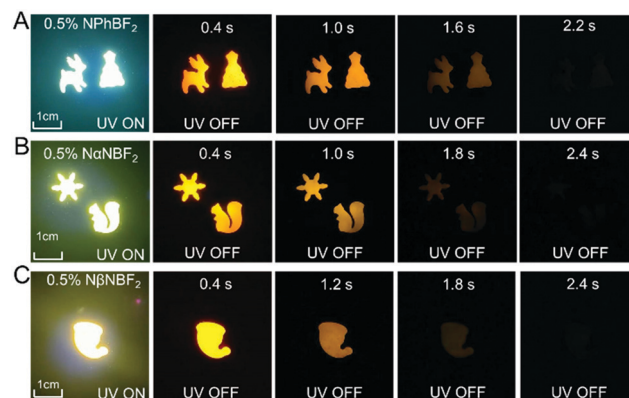 A
0.5% NPhBF₂ 0.4 s 1.0 s 1.6 s 2.2 s
1cm UV ON UV OFF UV OFF UV OFF UV OFF
B
0.5% NαNBF₂ 0.4 s 1.0 s 1.8 s 2.4 s
1cm UV ON UV OFF UV OFF UV OFF UV OFF
C
0.5% NβNBF₂ 0.4 s 1.2 s 1.8 s 2.4 s
1cm UV ON UV OFF UV OFF UV OFF UV OFF